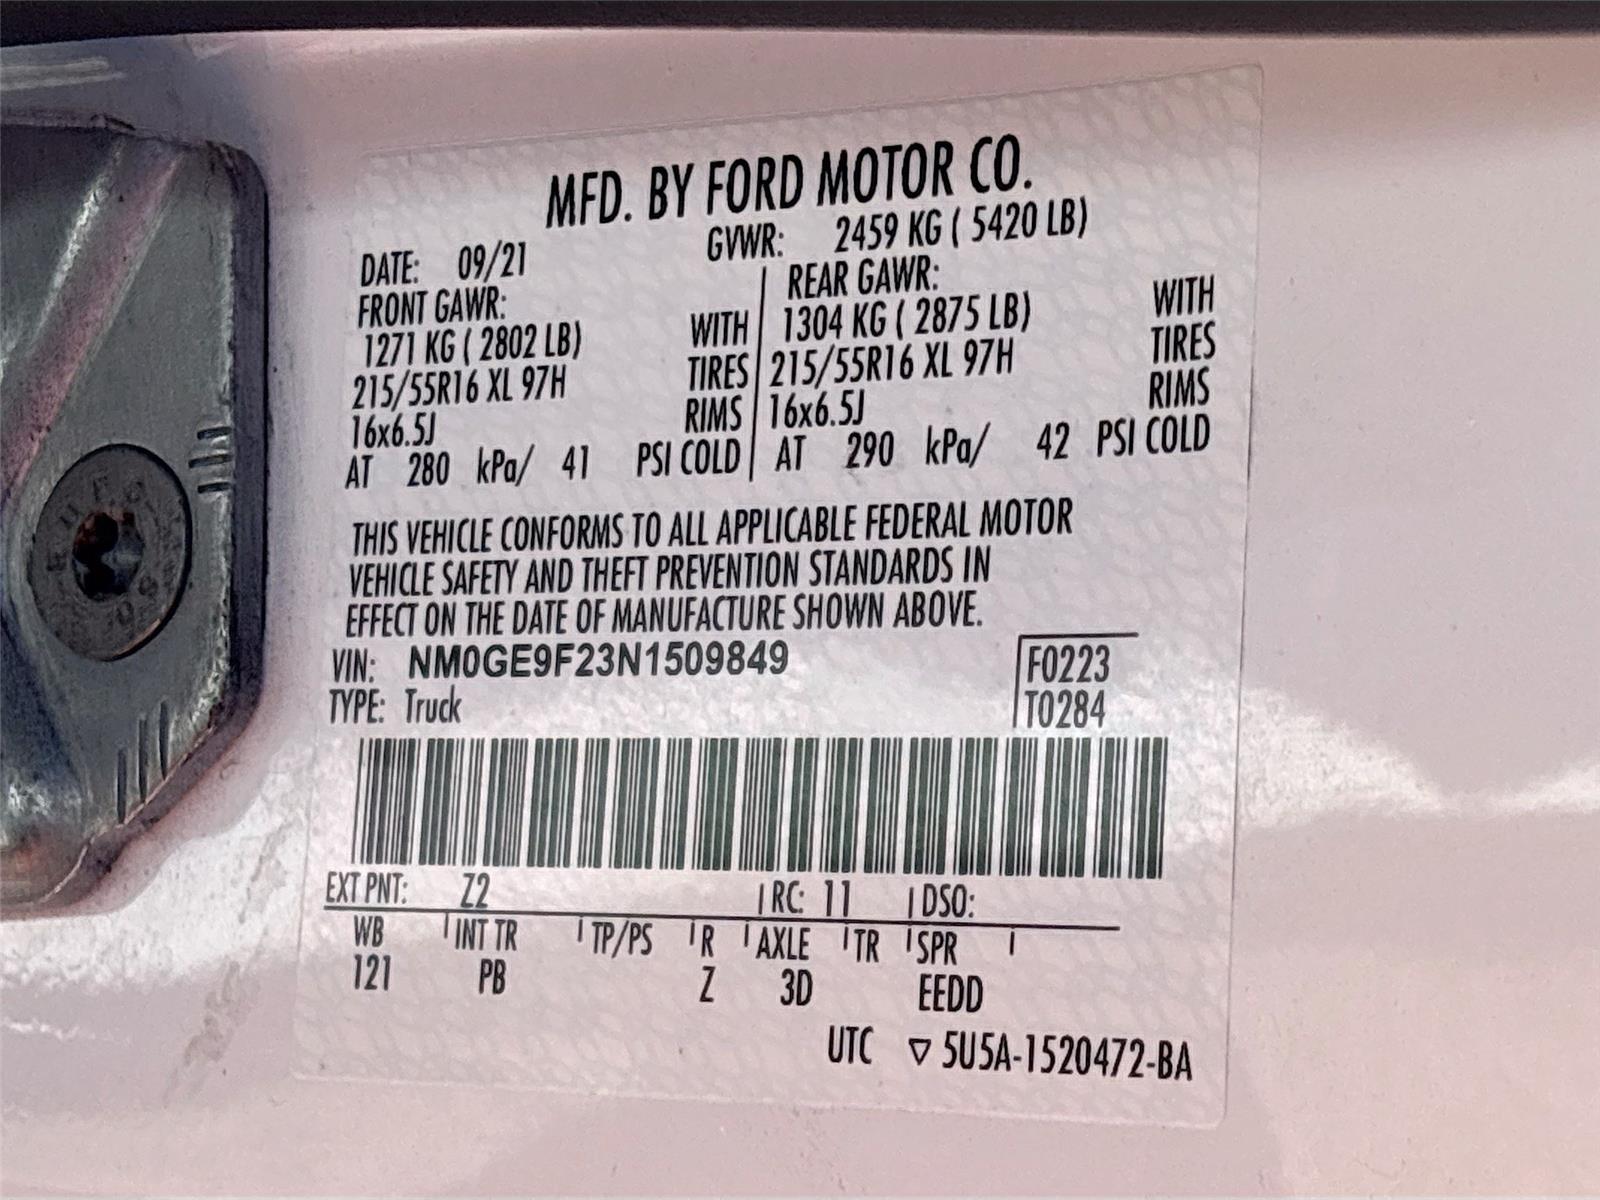 MFD. BY FORD MOTOR CO.
DATE: 09/21 GVWR: 2459 KG ( 5420 LB)
FRONT GAWR: REAR GAWR:
1271 KG ( 2802 LB) WITH 1304 KG ( 2875 LB) WITH
215/55R16 XL 97H TIRES 215/55R16 XL 97H TIRES
16x6.5J RIMS 16x6.5J RIMS
AT 280 kPa/ 41 PSI COLD AT 290 kPa/ 42 PSI COLD
THIS VEHICLE CONFORMS TO ALL APPLICABLE FEDERAL MOTOR
VEHICLE SAFETY AND THEFT PREVENTION STANDARDS IN
EFFECT ON THE DATE OF MANUFACTURE SHOWN ABOVE.
VIN: NM0GE9F23N1509849 F0223
TYPE: Truck T0284
EXT PNT: Z2 RC: 11 DSO:
WB INT TR TP/PS R AXLE TR SPR
121 PB Z 3D EEDD
UTC ▽ 5U5A-1520472-BA